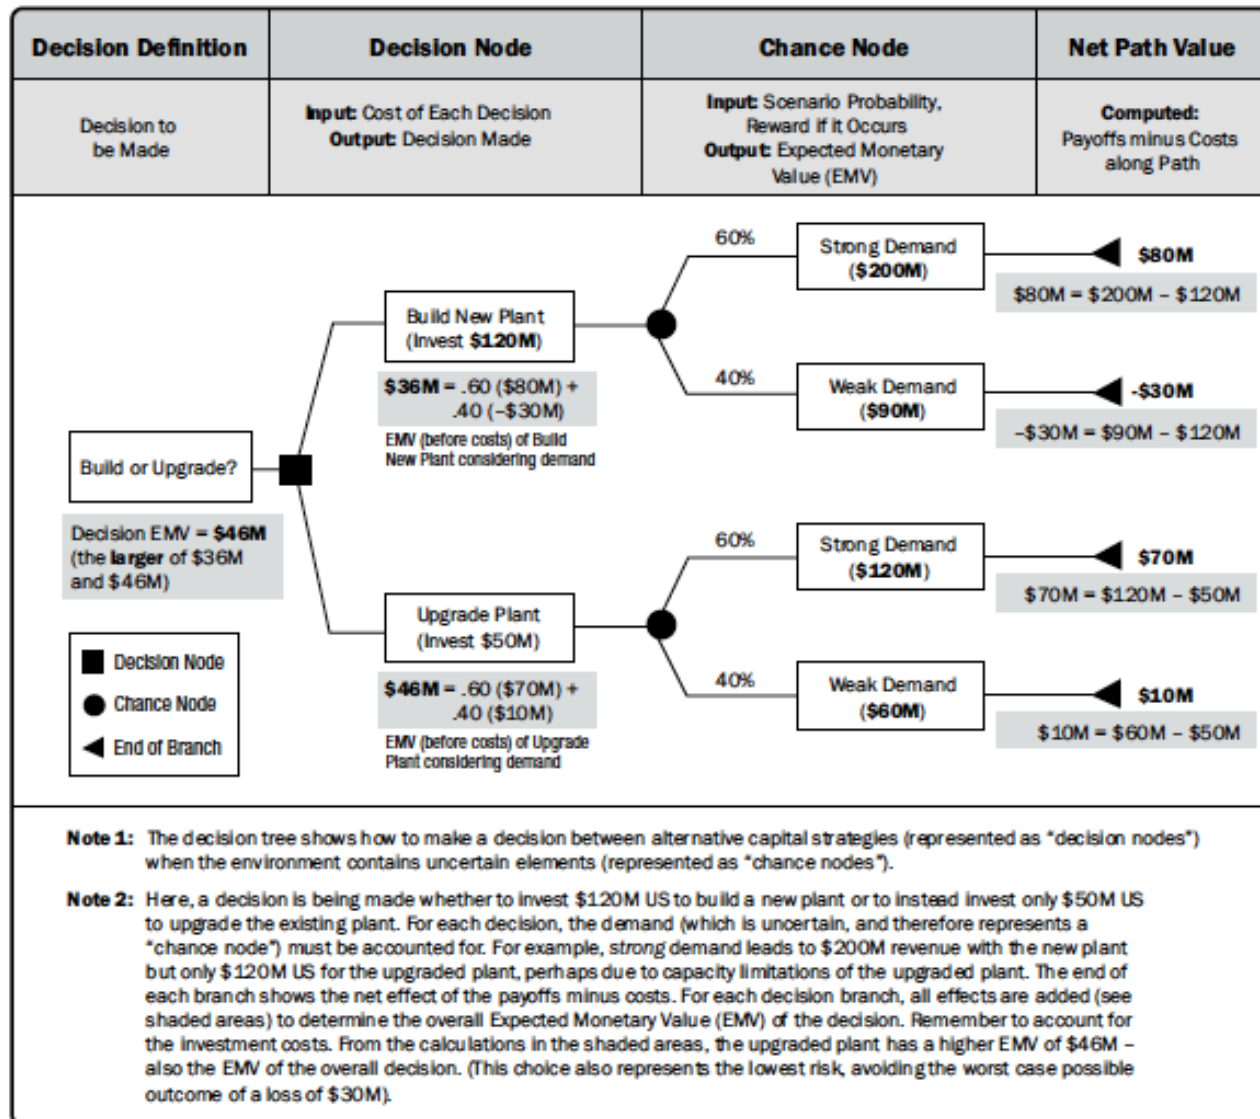 Decision Definition
Decision Node
Chance Node
Net Path Value
Decision to
be Made
Input: Cost of Each Decision
Output: Decision Made
Input: Scenario Probability,
Reward if it Occurs
Output: Expected Monetary
Value (EMV)
Computed:
Payoffs minus Costs
along Path
Build or Upgrade?
Decision EMV = $46M
(the larger of $36M
and $46M)
Build New Plant
(Invest $120M)
$36M = .60 ($80M) +
.40 (–$30M)
EMV (before costs) of Build
New Plant considering demand
60%
Strong Demand
($200M)
$80M
$80M = $200M – $120M
40%
Weak Demand
($90M)
-$30M
–$30M = $90M – $120M
Upgrade Plant
(Invest $50M)
$46M = .60 ($70M) +
.40 ($10M)
EMV (before costs) of Upgrade
Plant considering demand
60%
Strong Demand
($120M)
$70M
$70M = $120M – $50M
40%
Weak Demand
($60M)
$10M
$10M = $60M – $50M
Decision Node
Chance Node
End of Branch
Note 1: The decision tree shows how to make a decision between alternative capital strategies (represented as “decision nodes”)
when the environment contains uncertain elements (represented as “chance nodes”).
Note 2: Here, a decision is being made whether to invest $120M US to build a new plant or to instead invest only $50M US
to upgrade the existing plant. For each decision, the demand (which is uncertain, and therefore represents a
“chance node”) must be accounted for. For example, strong demand leads to $200M revenue with the new plant
but only $120M US for the upgraded plant, perhaps due to capacity limitations of the upgraded plant. The end of
each branch shows the net effect of the payoffs minus costs. For each decision branch, all effects are added (see
shaded areas) to determine the overall Expected Monetary Value (EMV) of the decision. Remember to account for
the investment costs. From the calculations in the shaded areas, the upgraded plant has a higher EMV of $46M –
also the EMV of the overall decision. (This choice also represents the lowest risk, avoiding the worst case possible
outcome of a loss of $30M).